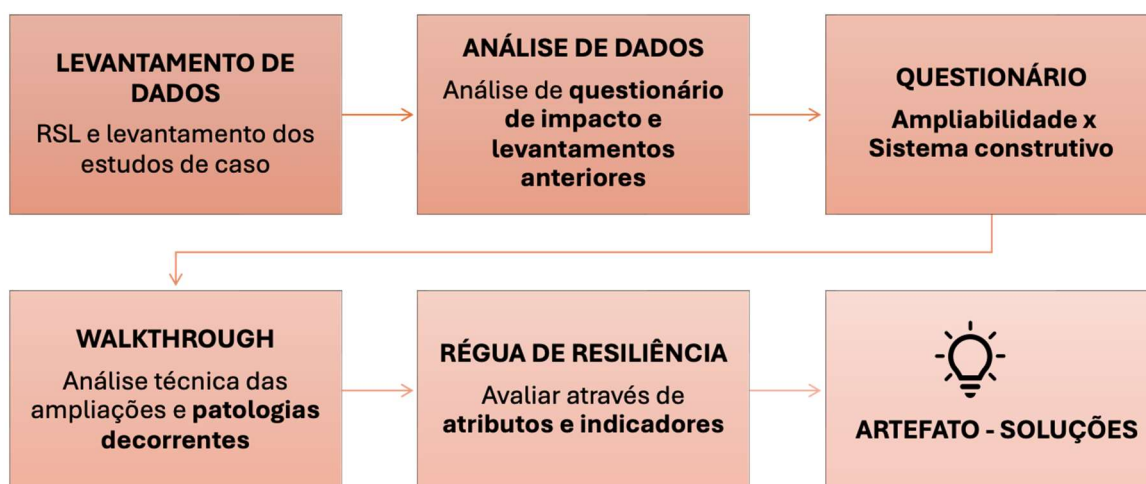 LEVANTAMENTO DE
DADOS
RSL e levantamento dos
estudos de caso
ANÁLISE DE DADOS
Análise de questionário
de impacto e
levantamentos
anteriores
QUESTIONÁRIO
Ampliabilidade x
Sistema construtivo
WALKTHROUGH
Análise técnica das
ampliações e patologias
decorrentes
RÉGUA DE RESILIÊNCIA
Avaliar através de
atributos e indicadores
ARTEFATO - SOLUÇÕES